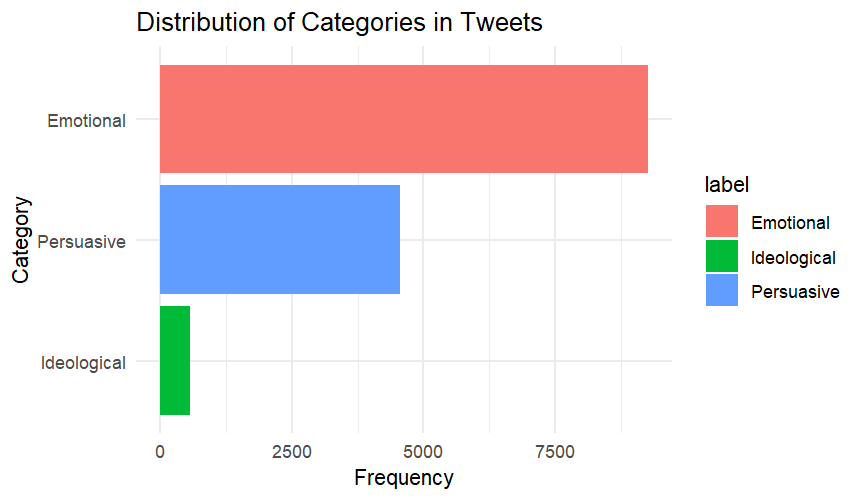 Distribution of Categories in Tweets
Category
Emotional
Persuasive
Ideological
0 2500 5000 7500
Frequency
label
Emotional
Ideological
Persuasive